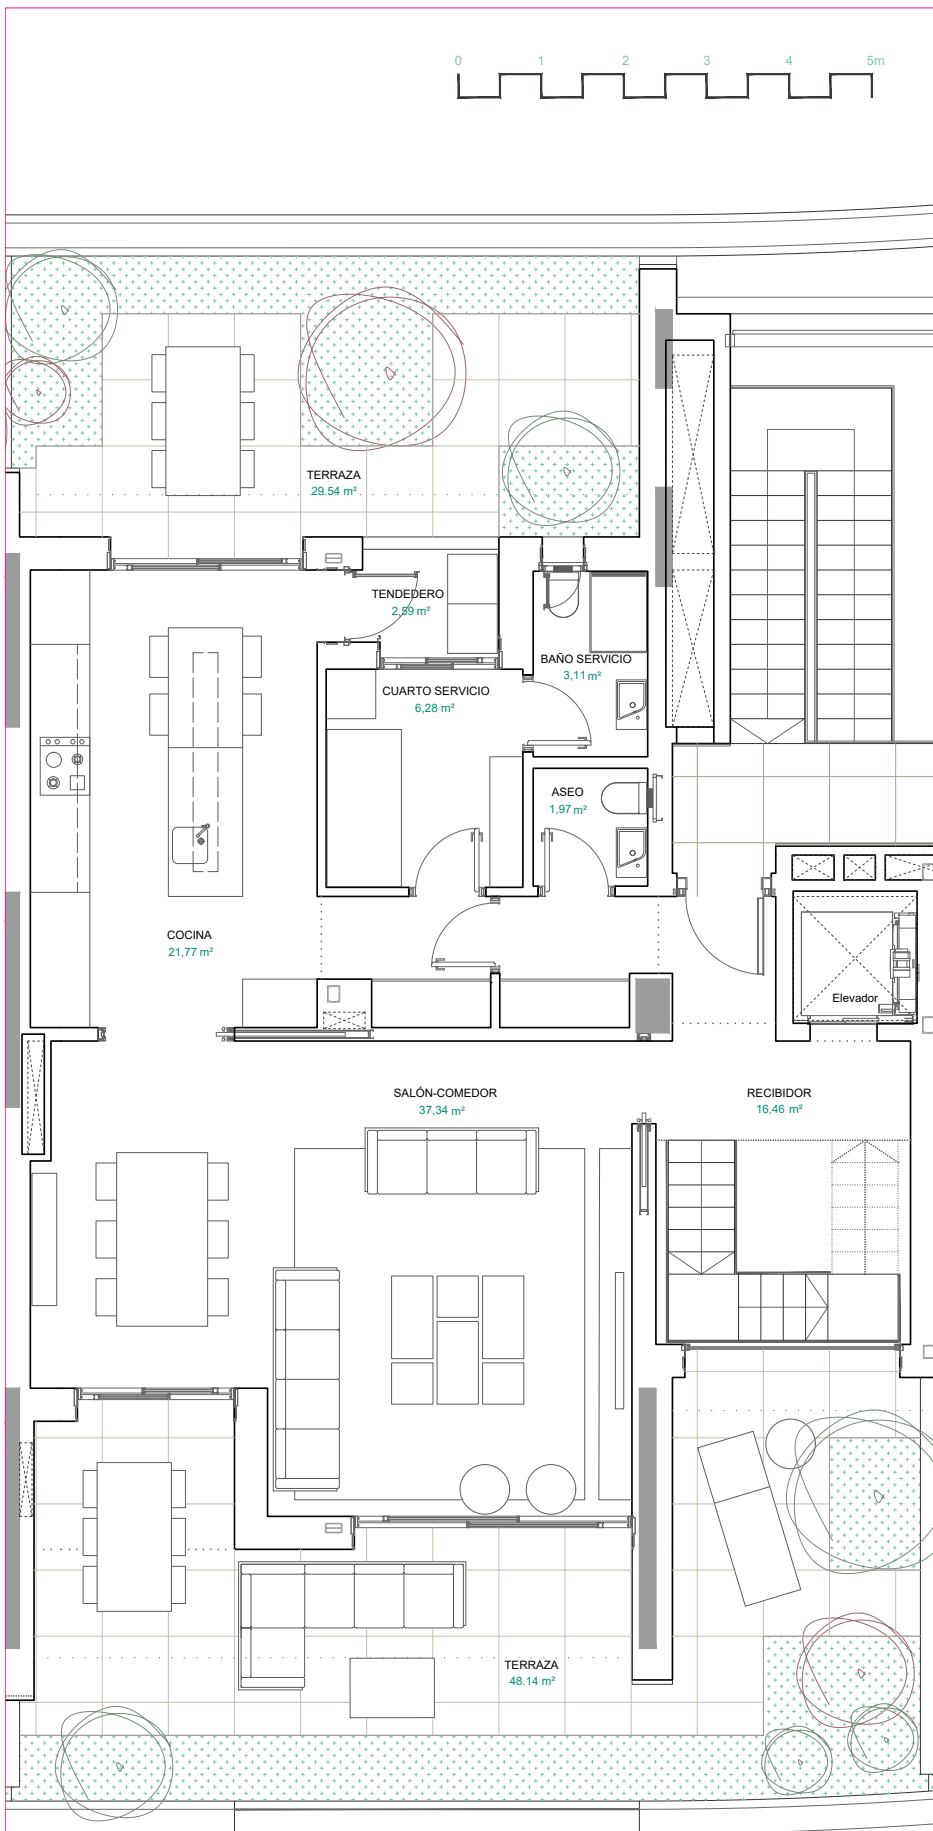 0 1 2 3 4 5m
TERRAZA
29.54 m²
TENDEDERO
2,59 m²
BAÑO SERVICIO
3,11 m²
CUARTO SERVICIO
6,28 m²
ASEO
1,97 m²
COCINA
21,77 m²
Elevador
SALÓN-COMEDOR
37,34 m²
RECIBIDOR
16,46 m²
TERRAZA
48.14 m²